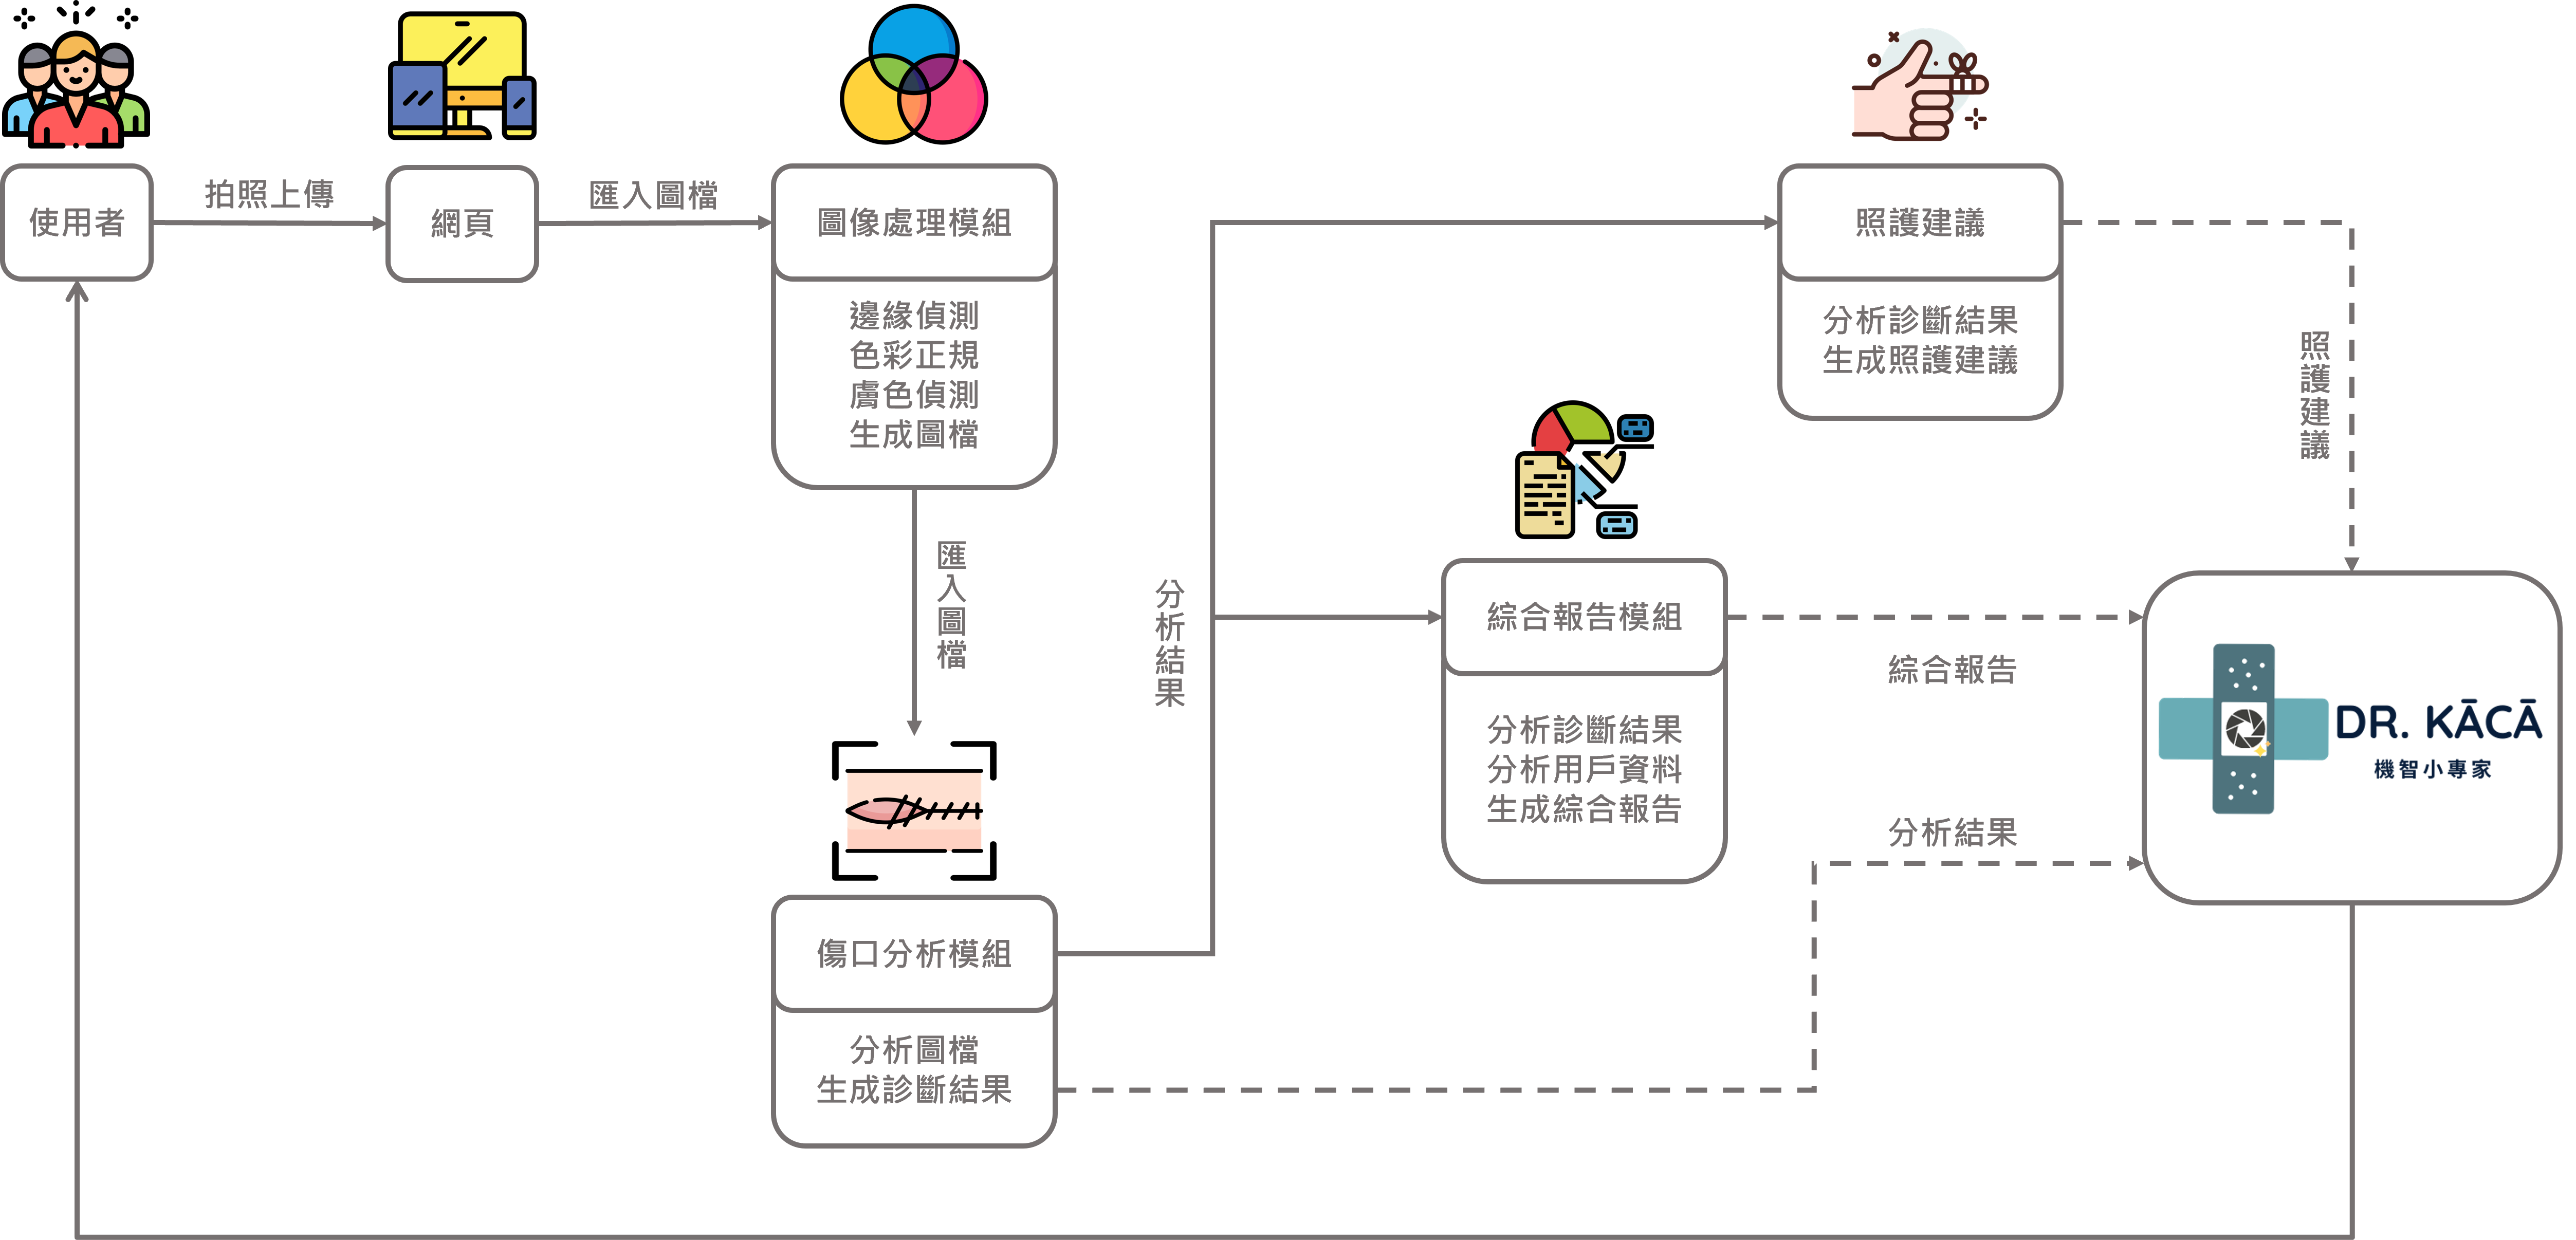 使用者
拍照上傳
網頁
匯入圖檔
圖像處理模組
邊緣偵測
色彩正規
膚色偵測
生成圖檔
匯入圖檔
傷口分析模組
分析圖檔
生成診斷結果
分析結果
照護建議
分析診斷結果
生成照護建議
照護建議
綜合報告模組
分析診斷結果
分析用戶資料
生成綜合報告
綜合報告
分析結果
DR. KĀCĀ
機智小專家